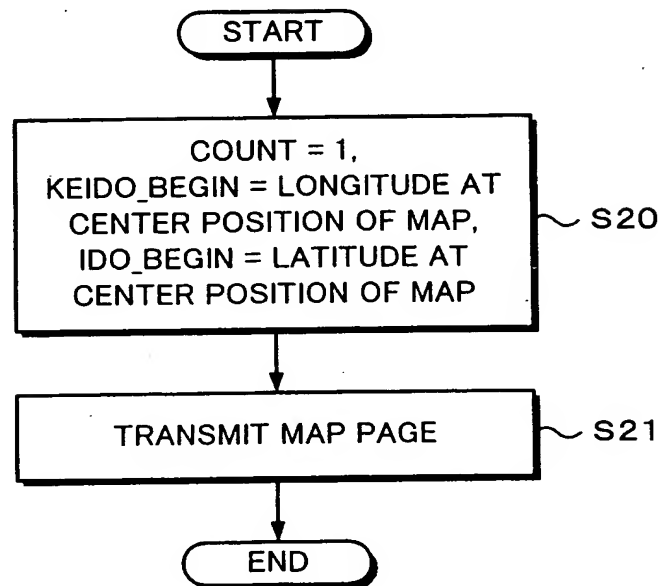 START
COUNT = 1,
KEIDO_BEGIN = LONGITUDE AT
CENTER POSITION OF MAP,
IDO_BEGIN = LATITUDE AT
CENTER POSITION OF MAP
S20
TRANSMIT MAP PAGE
S21
END